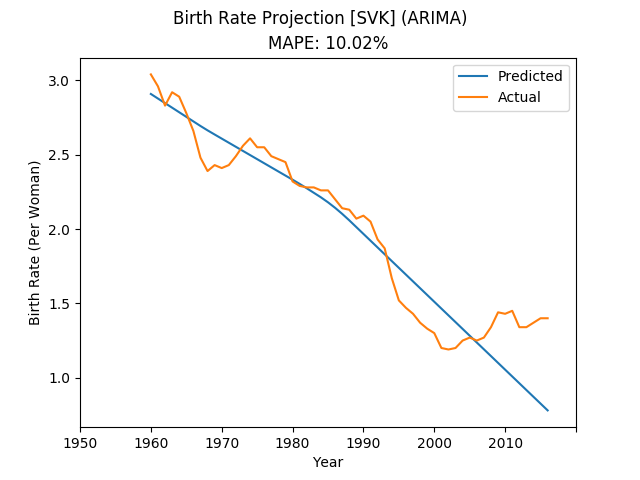 Birth Rate Projection [SVK] (ARIMA)
MAPE: 10.02%
Predicted
Actual
3.0
2.5
2.0
1.5
1.0
Birth Rate (Per Woman)
1950 1960 1970 1980 1990 2000 2010
Year